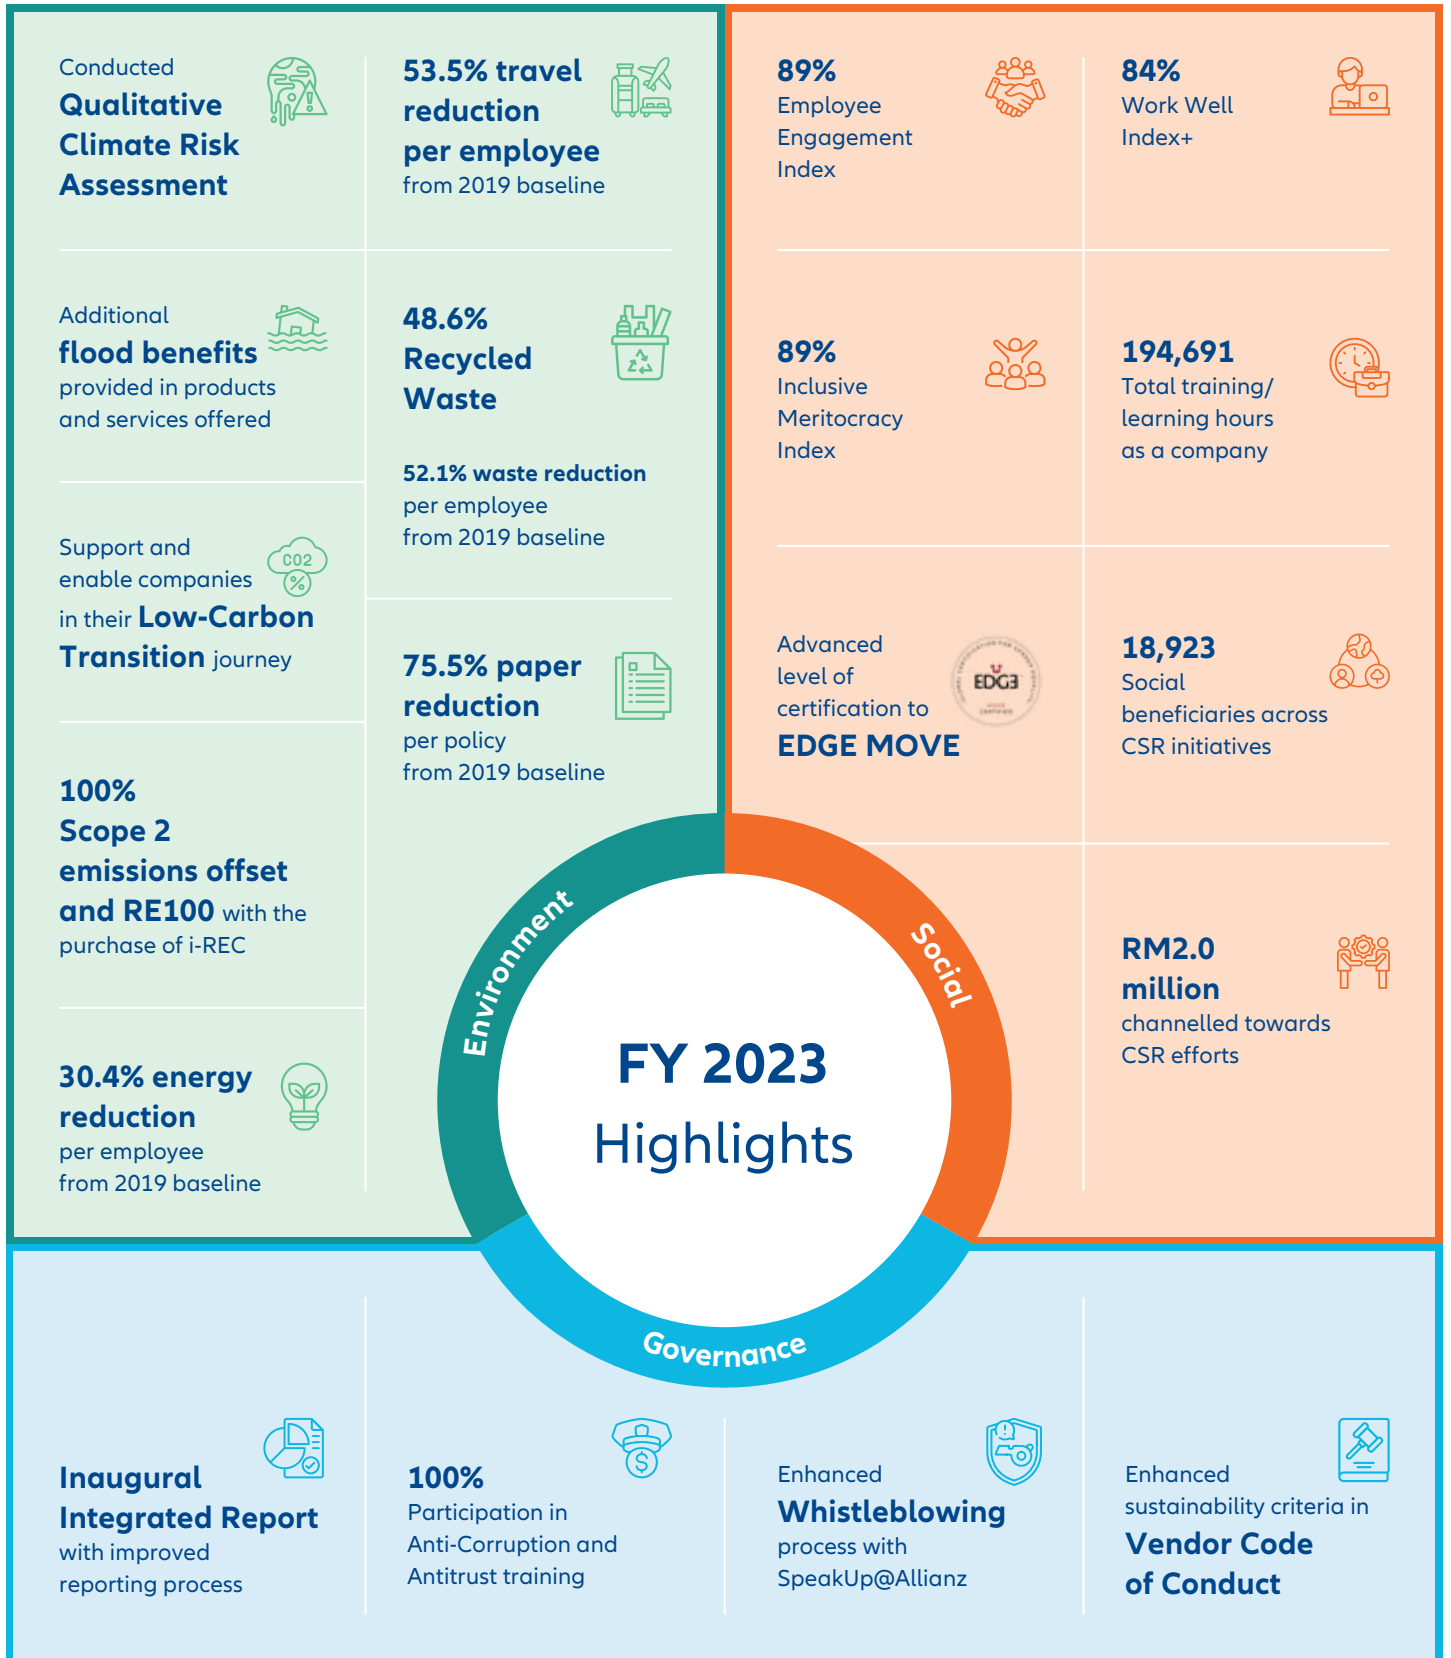 Conducted
Qualitative
Climate Risk
Assessment
53.5% travel
reduction
per employee
from 2019 baseline
Additional
flood benefits
provided in products
and services offered
48.6%
Recycled
Waste
52.1% waste reduction
per employee
from 2019 baseline
Support and
enable companies
in their Low-Carbon
Transition journey
CO2
%
75.5% paper
reduction
per policy
from 2019 baseline
100%
Scope 2
emissions offset
and RE100 with the
purchase of i-REC
30.4% energy
reduction
per employee
from 2019 baseline
89%
Employee
Engagement
Index
84%
Work Well
Index+
89%
Inclusive
Meritocracy
Index
194,691
Total training/
learning hours
as a company
Advanced
level of
certification to
EDGE MOVE
18,923
Social
beneficiaries across
CSR initiatives
RM2.0
million
channelled towards
CSR efforts
Environment
Social
Governance
FY 2023
Highlights
Inaugural
Integrated Report
with improved
reporting process
$
100%
Participation in
Anti-Corruption and
Antitrust training
Enhanced
Whistleblowing
process with
SpeakUp@Allianz
Enhanced
sustainability criteria in
Vendor Code
of Conduct